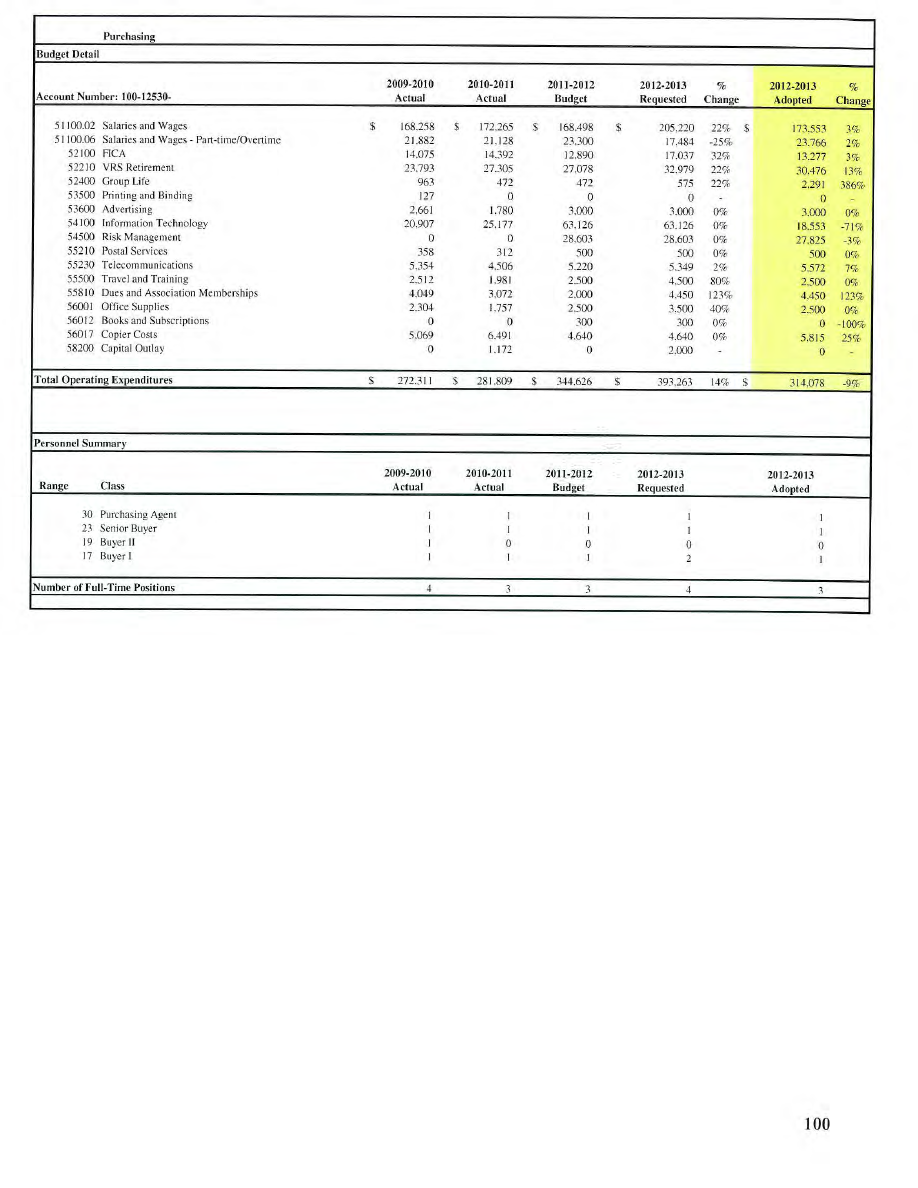 Purchasing
Budget Detail
Account Number: 100-12530- 2009-2010 Actual 2010-2011 Actual 2011-2012 Budget 2012-2013 Requested % Change 2012-2013 Adopted % Change
51100.02 Salaries and Wages $ 168,258 $ 172,265 $ 168,498 $ 205,220 22% $ 173,553 3%
51100.06 Salaries and Wages - Part-time/Overtime 21,882 21,128 23,300 17,484 -25% 23,766 2%
52100 FICA 14,075 14,392 12,890 17,037 32% 13,277 3%
52210 VRS Retirement 23,793 27,305 27,078 32,979 22% 30,476 13%
52400 Group Life 963 472 472 575 22% 2,291 386%
53500 Printing and Binding 127 0 0 0 - 0 -
53600 Advertising 2,661 1,780 3,000 3,000 0% 3,000 0%
54100 Information Technology 20,907 25,177 63,126 63,126 0% 18,553 -71%
54500 Risk Management 0 0 28,603 28,603 0% 27,825 -3%
55210 Postal Services 358 312 500 500 0% 500 0%
55230 Telecommunications 5,354 4,506 5,220 5,349 2% 5,572 7%
55500 Travel and Training 2,512 1,981 2,500 4,500 80% 2,500 0%
55810 Dues and Association Memberships 4,049 3,072 2,000 4,450 123% 4,450 123%
56001 Office Supplies 2,304 1,757 2,500 3,500 40% 2,500 0%
56012 Books and Subscriptions 0 0 300 300 0% 0 -100%
56017 Copier Costs 5,069 6,491 4,640 4,640 0% 5,815 25%
58200 Capital Outlay 0 1,172 0 2,000 - 0 -
Total Operating Expenditures $ 272,311 $ 281,809 $ 344,626 $ 393,263 14% $ 314,078 -9%
Personnel Summary
Range Class 2009-2010 Actual 2010-2011 Actual 2011-2012 Budget 2012-2013 Requested 2012-2013 Adopted
30 Purchasing Agent 1 1 1 1 1
23 Senior Buyer 1 1 1 1 1
19 Buyer II 1 0 0 0 0
17 Buyer I 1 1 1 2 1
Number of Full-Time Positions 4 3 3 4 3
100